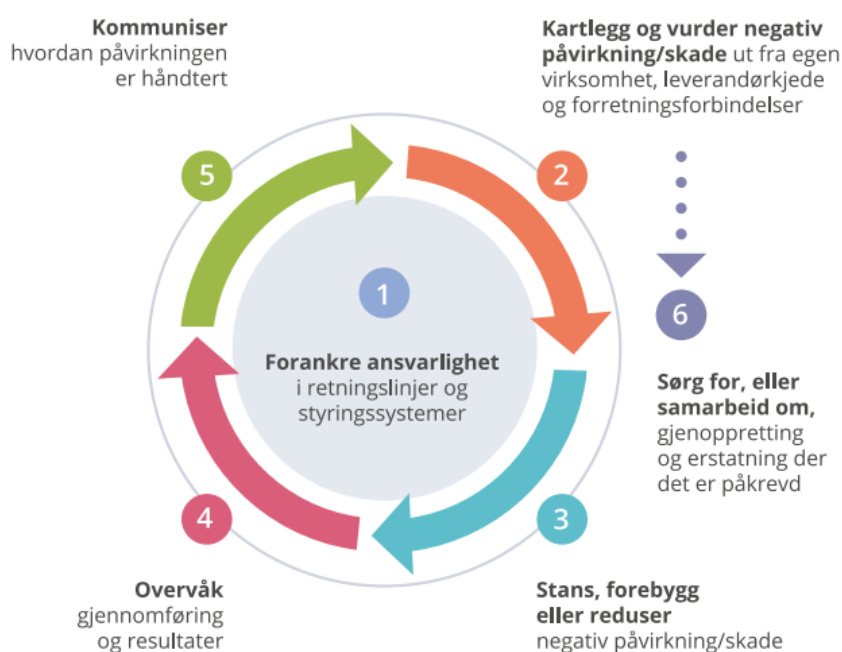 Kommuniser
hvordan påvirkningen
er håndtert
Kartlegg og vurder negativ
påvirkning/skade ut fra egen
virksomhet, leverandørkjede
og forretningsforbindelser
5
2
1
Forankre ansvarlighet
i retningslinjer og
styringssystemer
6
Sørg for, eller
samarbeid om,
gjenoppretting
og erstatning der
det er påkrevd
4
3
Overvåk
gjennomføring
og resultater
Stans, forebygg
eller reduser
negativ påvirkning/skade